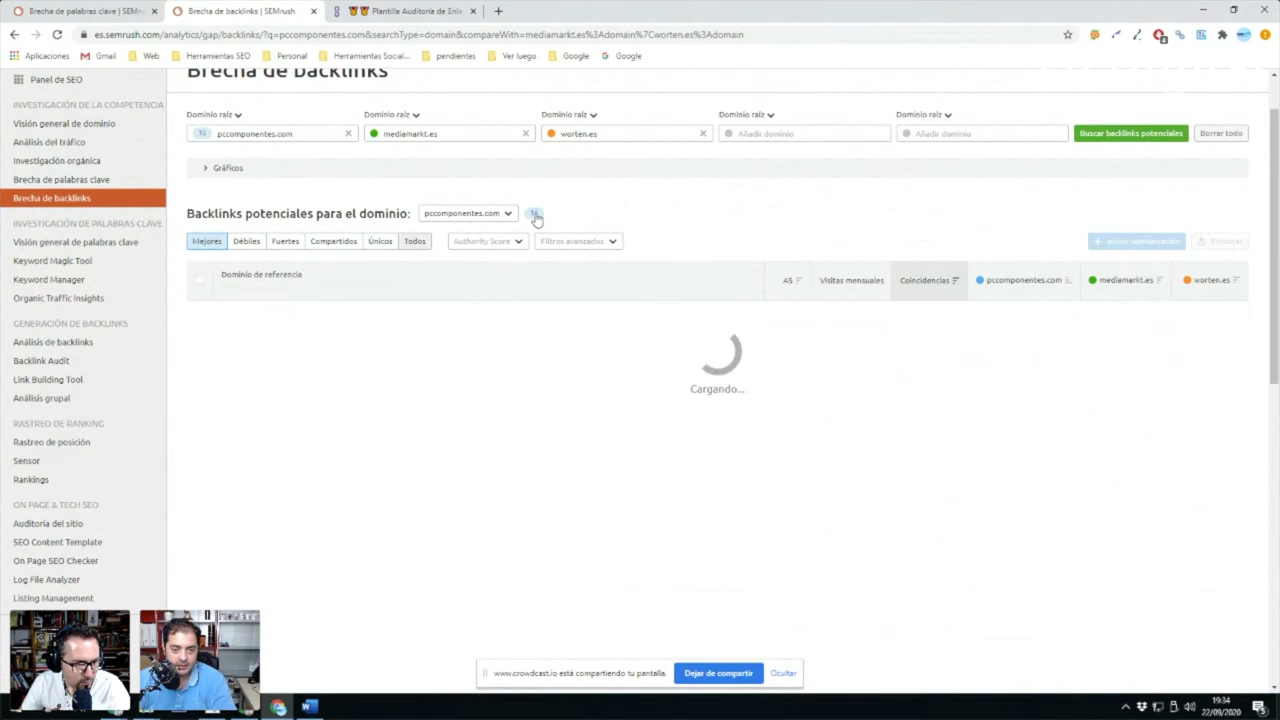 Brecha de palabras clave | SEMru
Brecha de backlinks | SEMrush
Plantilla Auditoria de Enla
es.semrush.com/analytics/gap/backlinks/?q=pccomponentes.com&searchType=domain&compareWith=mediamarkt.es%3Adomain%7Cworten.es%3Adomain
Aplicaciones
Gmail
Web
Herramientas SEO
Personal
Herramientas Social...
pendientes
Ver luego
Google
Google
Panel de SEO
INVESTIGACIÓN DE LA COMPETENCIA
Visión general de dominio
Análisis del tráfico
Investigación orgánica
Brecha de palabras clave
Brecha de backlinks
INVESTIGACIÓN DE PALABRAS CLAVE
Visión general de palabras clave
Keyword Magic Tool
Keyword Manager
Organic Traffic Insights
GENERACIÓN DE BACKLINKS
Análisis de backlinks
Backlink Audit
Link Building Tool
Análisis grupal
RASTREO DE RANKING
Rastreo de posición
Sensor
Rankings
ON PAGE & TECH SEO
Auditoría del sitio
SEO Content Template
On Page SEO Checker
Log File Analyzer
Listing Management
Brecha de backlinks
Dominio raíz
Dominio raíz
Dominio raíz
Dominio raíz
Dominio raíz
Tú pccomponentes.com
mediamarkt.es
worten.es
Añadir dominio
Añadir dominio
Buscar backlinks potenciales
Borrar todo
Gráficos
Backlinks potenciales para el dominio: pccomponentes.com
Mejores Débiles Fuertes Compartidos Únicos Todos
Authority Score
Filtros avanzados
+ Iniciar comunicación
Exportar
Dominio de referencia
AS
Visitas mensuales
Coincidencias
pccomponentes.com
mediamarkt.es
worten.es
Cargando...
www.crowdcast.io está compartiendo tu pantalla.
Dejar de compartir
Ocultar
19:34
22/09/2020